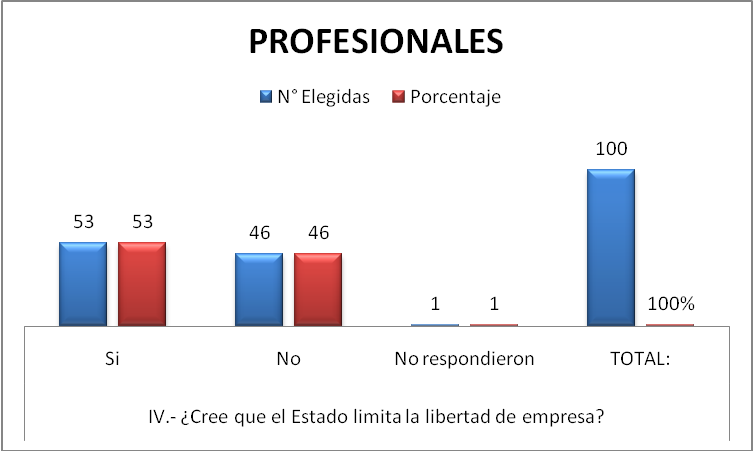 PROFESIONALES
N° Elegidas Porcentaje
53 53 46 46 1 1 100 100%
Si No No respondieron TOTAL:
IV.- ¿Cree que el Estado limita la libertad de empresa?